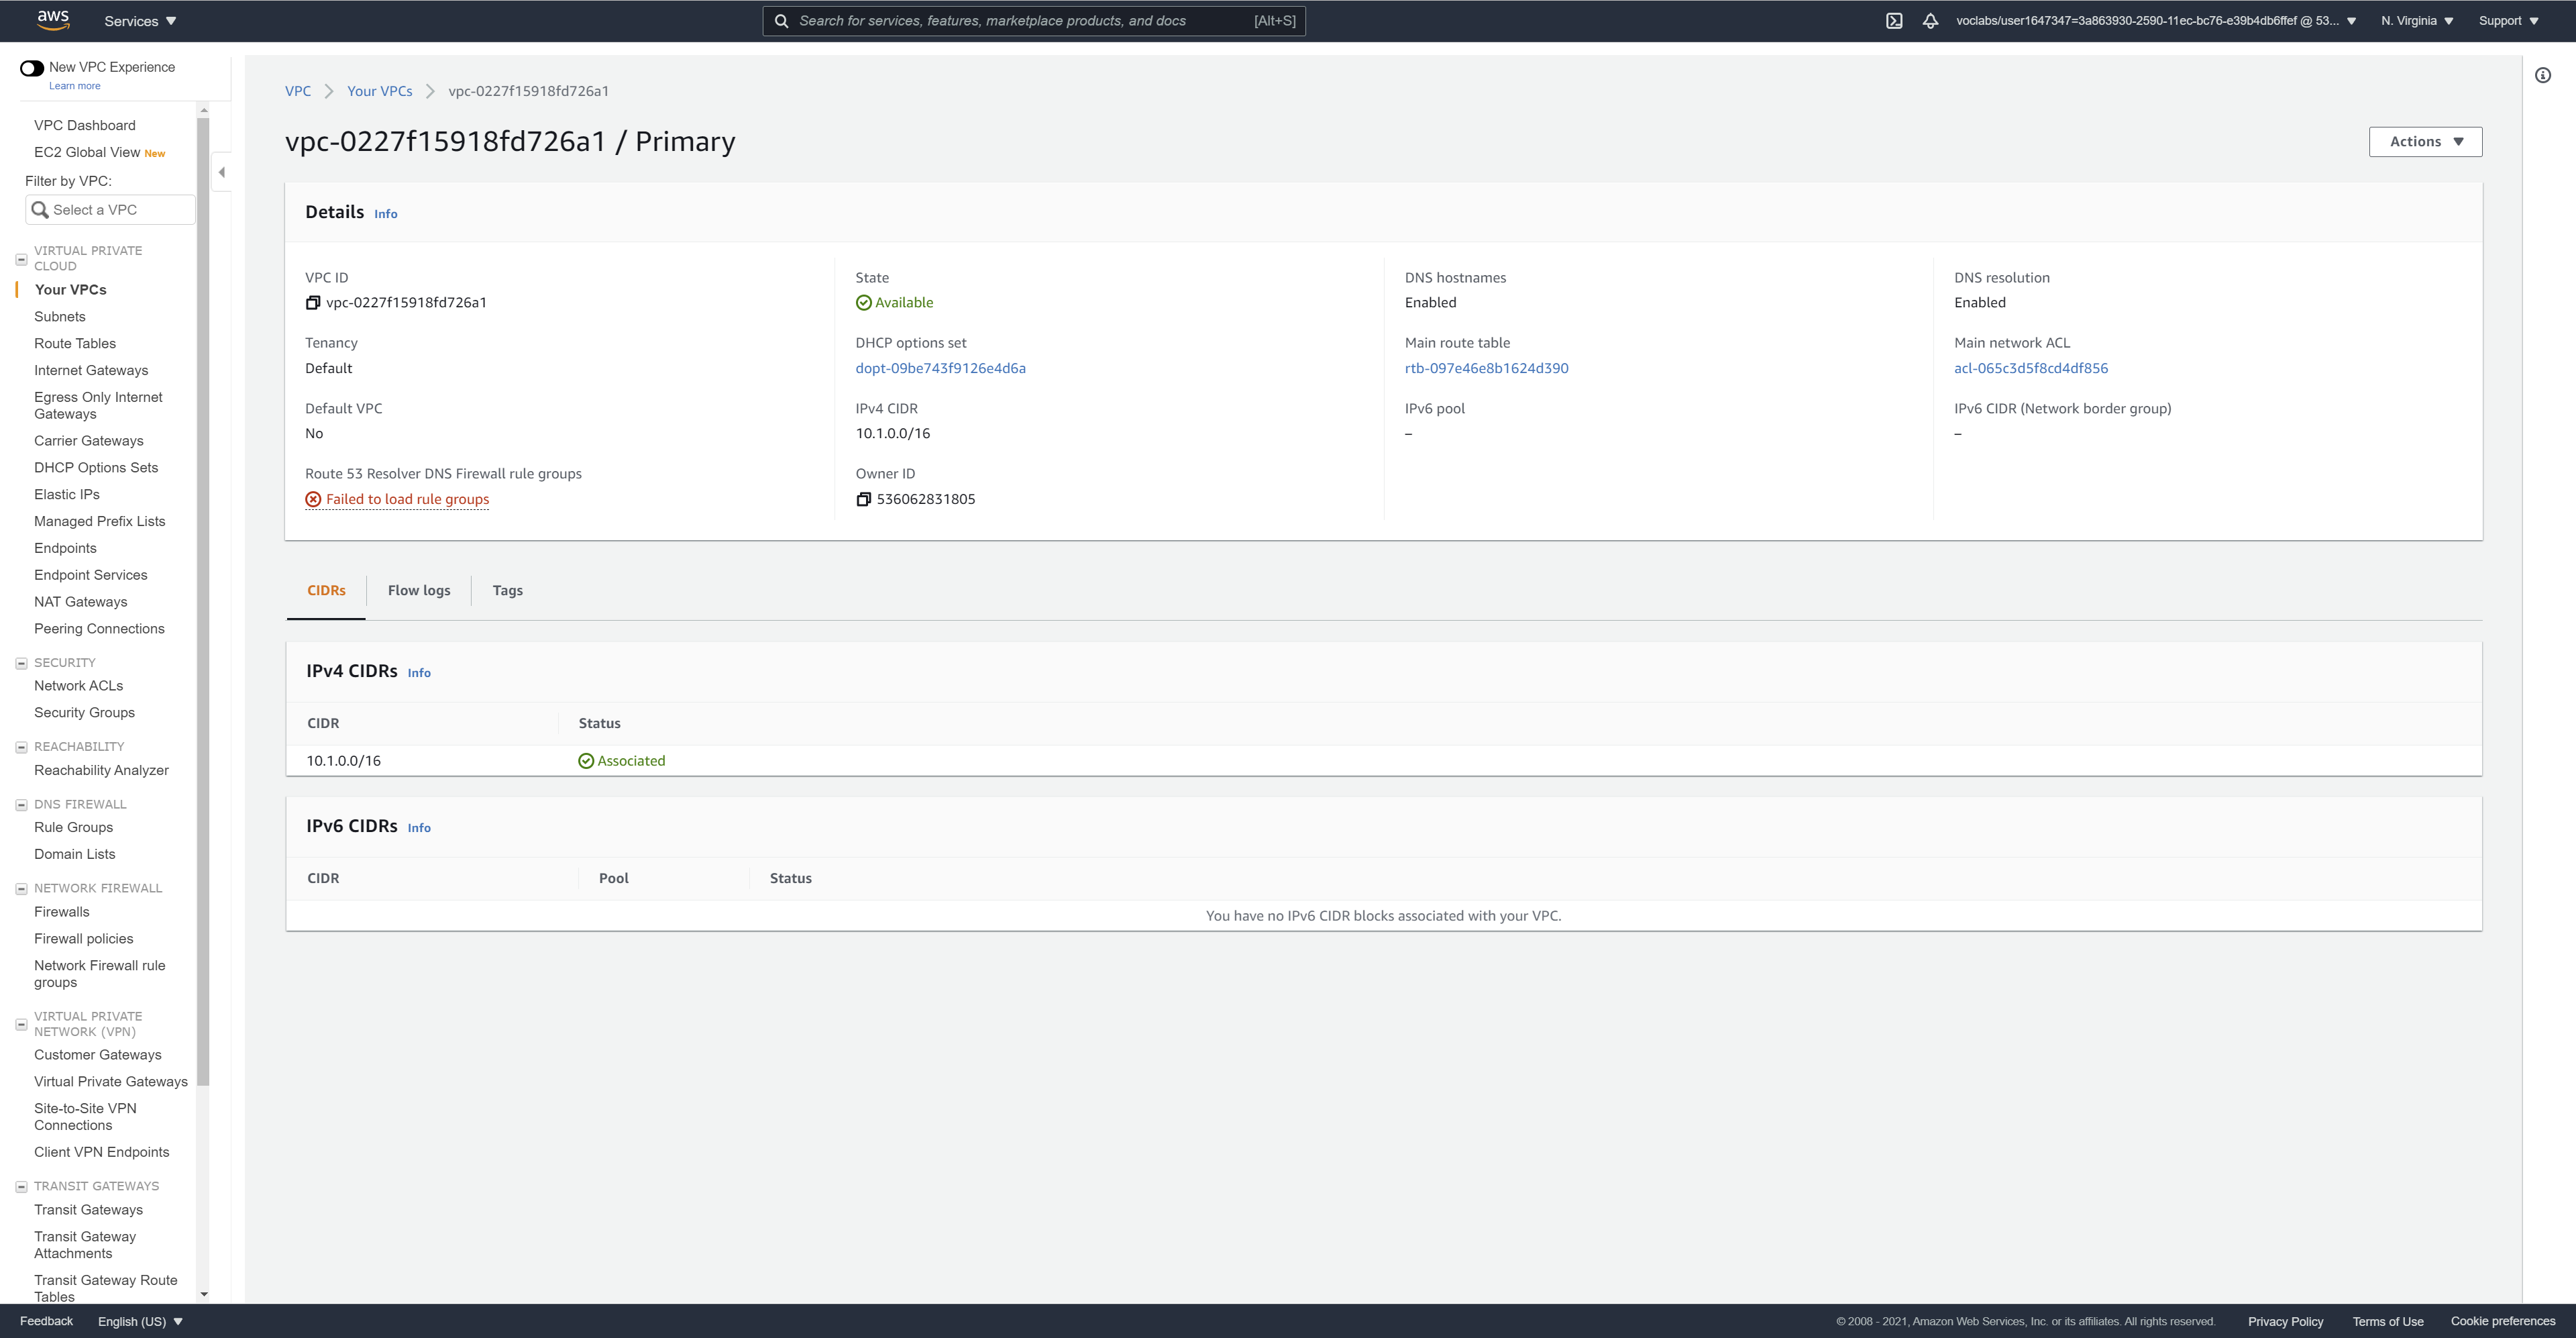 aws
Services
Search for services, features, marketplace products, and docs
[Alt+S]
voclabs/user1647347=3a863930-2590-11ec-bc76-e39b4db6ffef @ 53...
N. Virginia
Support
New VPC Experience
Learn more
VPC Dashboard
EC2 Global View New
Filter by VPC:
Select a VPC
VIRTUAL PRIVATE
CLOUD
Your VPCs
Subnets
Route Tables
Internet Gateways
Egress Only Internet
Gateways
Carrier Gateways
DHCP Options Sets
Elastic IPs
Managed Prefix Lists
Endpoints
Endpoint Services
NAT Gateways
Peering Connections
SECURITY
Network ACLs
Security Groups
REACHABILITY
Reachability Analyzer
DNS FIREWALL
Rule Groups
Domain Lists
NETWORK FIREWALL
Firewalls
Firewall policies
Network Firewall rule
groups
VIRTUAL PRIVATE
NETWORK (VPN)
Customer Gateways
Virtual Private Gateways
Site-to-Site VPN
Connections
Client VPN Endpoints
TRANSIT GATEWAYS
Transit Gateways
Transit Gateway
Attachments
Transit Gateway Route
Tables
VPC
Your VPCs
vpc-0227f15918fd726a1
vpc-0227f15918fd726a1 / Primary
Actions
Details Info
VPC ID
vpc-0227f15918fd726a1
State
Available
DNS hostnames
Enabled
DNS resolution
Enabled
Tenancy
Default
DHCP options set
dopt-09be743f9126e4d6a
Main route table
rtb-097e46e8b1624d390
Main network ACL
acl-065c3d5f8cd4df856
Default VPC
No
IPv4 CIDR
10.1.0.0/16
IPv6 pool
–
IPv6 CIDR (Network border group)
–
Route 53 Resolver DNS Firewall rule groups
Failed to load rule groups
Owner ID
536062831805
CIDRs
Flow logs
Tags
IPv4 CIDRs Info
CIDR
Status
10.1.0.0/16
Associated
IPv6 CIDRs Info
CIDR
Pool
Status
You have no IPv6 CIDR blocks associated with your VPC.
Feedback
English (US)
© 2008 - 2021, Amazon Web Services, Inc. or its affiliates. All rights reserved.
Privacy Policy
Terms of Use
Cookie preferences